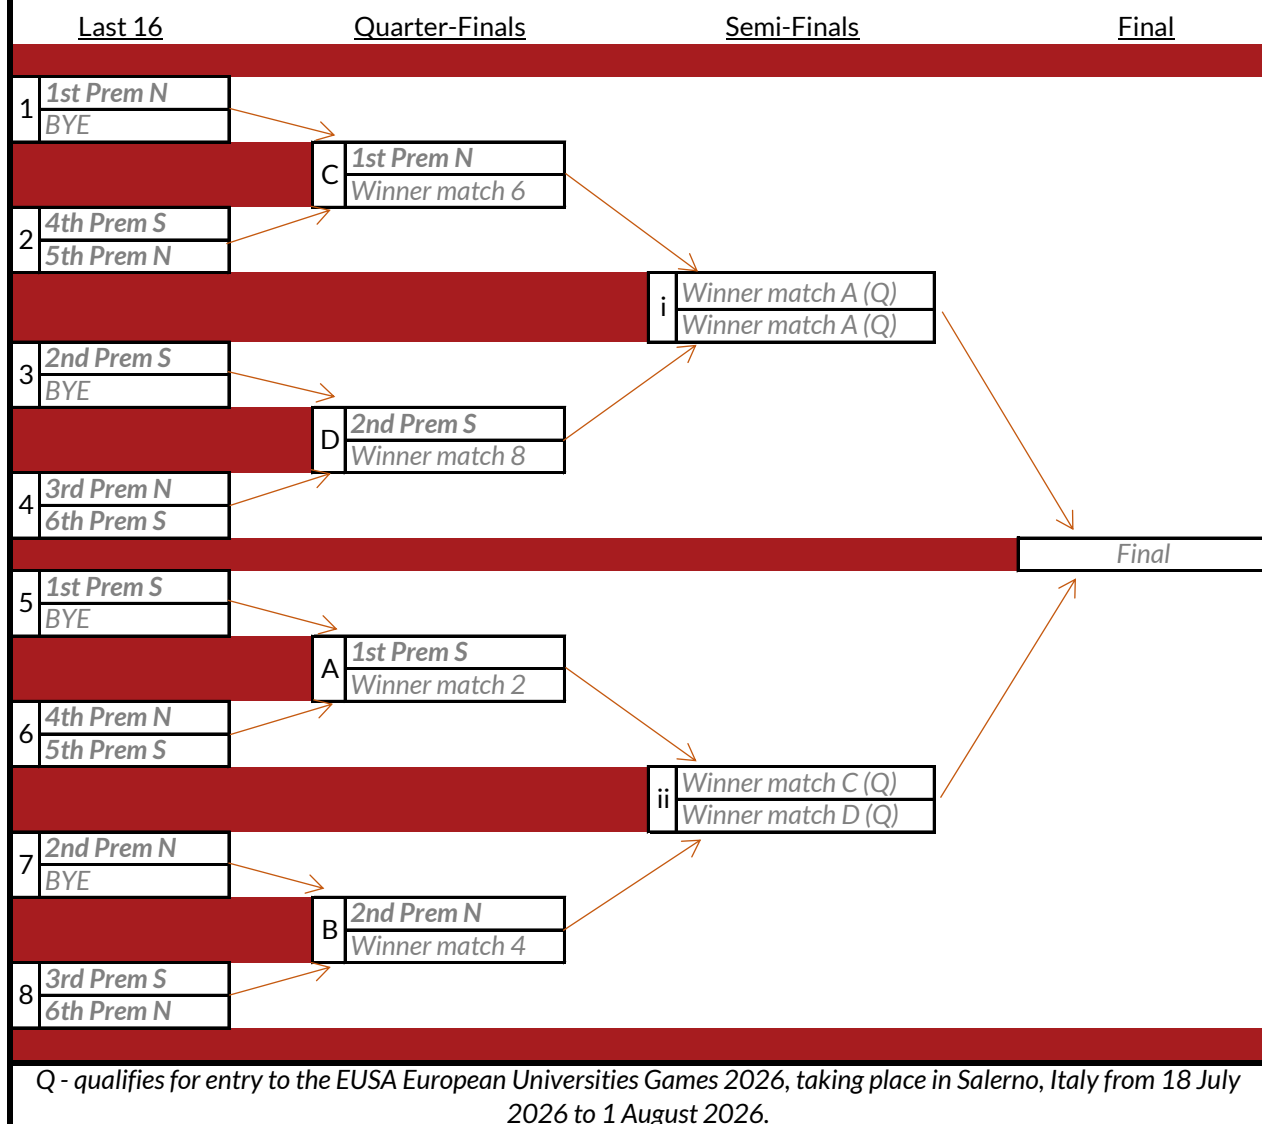 Last 16 Quarter-Finals Semi-Finals Final
1 1st Prem N
BYE
C 1st Prem N
Winner match 6
2 4th Prem S
5th Prem N
i Winner match A (Q)
Winner match A (Q)
3 2nd Prem S
BYE
D 2nd Prem S
Winner match 8
4 3rd Prem N
6th Prem S
Final
5 1st Prem S
BYE
A 1st Prem S
Winner match 2
6 4th Prem N
5th Prem S
ii Winner match C (Q)
Winner match D (Q)
7 2nd Prem N
BYE
B 2nd Prem N
Winner match 4
8 3rd Prem S
6th Prem N
Q - qualifies for entry to the EUSA European Universities Games 2026, taking place in Salerno, Italy from 18 July
2026 to 1 August 2026.